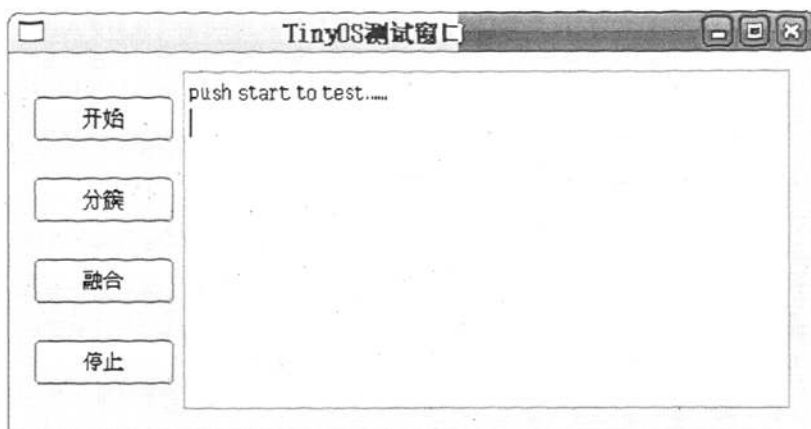 TinyOS测试窗口
push start to test......
开始
分簇
融合
停止